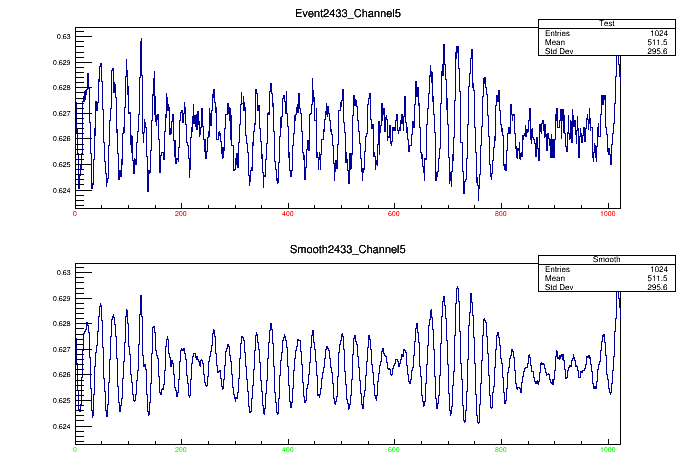 Event2433_Channel5
Test
Entries 1024
Mean 511.5
Std Dev 295.6
0.63
0.629
0.628
0.627
0.626
0.625
0.624
0 200 400 600 800 1000
Smooth2433_Channel5
Smooth
Entries 1024
Mean 511.5
Std Dev 295.6
0.63
0.629
0.628
0.627
0.626
0.625
0.624
0 200 400 600 800 1000